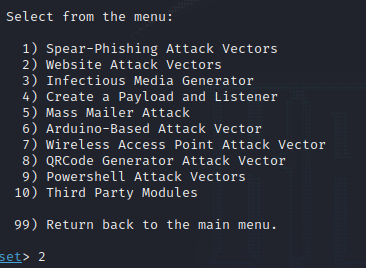 Select from the menu:
1) Spear-Phishing Attack Vectors
2) Website Attack Vectors
3) Infectious Media Generator
4) Create a Payload and Listener
5) Mass Mailer Attack
6) Arduino-Based Attack Vector
7) Wireless Access Point Attack Vector
8) QRCode Generator Attack Vector
9) Powershell Attack Vectors
10) Third Party Modules
99) Return back to the main menu.
set> 2